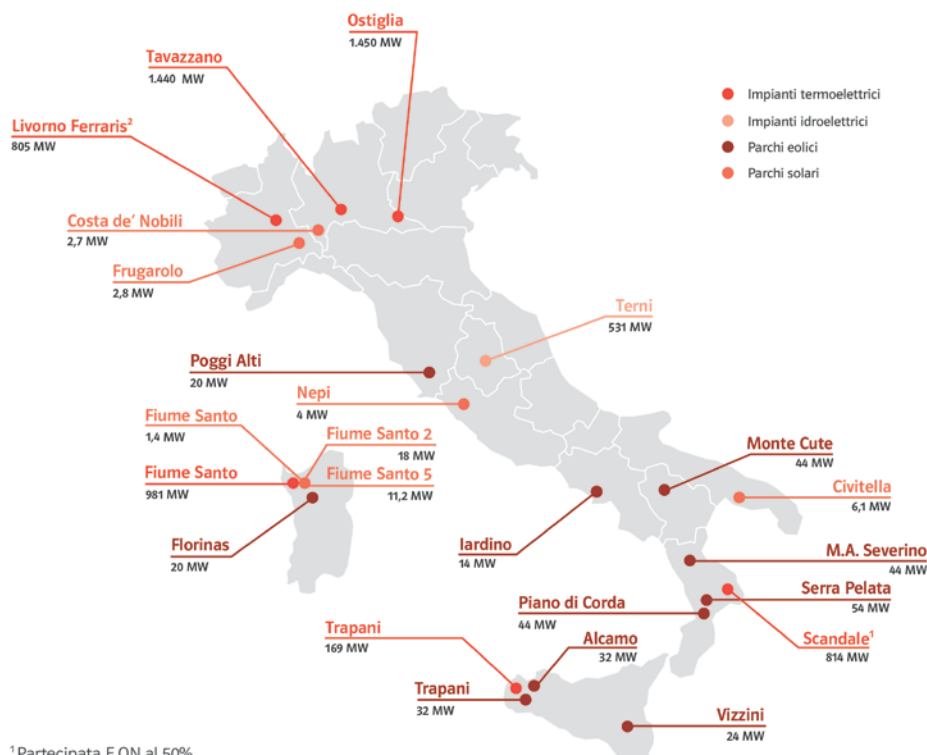 Ostiglia
1.450 MW
Tavazzano
1.440 MW
Livorno Ferraris²
805 MW
Costa de' Nobili
2,7 MW
Frugarolo
2,8 MW
Impianti termoelettrici
Impianti idroelettrici
Parchi eolici
Parchi solari
Terni
531 MW
Poggi Alti
20 MW
Nepi
4 MW
Fiume Santo
1,4 MW
Fiume Santo 2
18 MW
Fiume Santo
981 MW
Fiume Santo 5
11,2 MW
Florinas
20 MW
Monte Cute
44 MW
Civitella
6,1 MW
Iardino
14 MW
M.A. Severino
44 MW
Serra Pelata
54 MW
Piano di Corda
44 MW
Scandale¹
814 MW
Trapani
169 MW
Alcamo
32 MW
Trapani
32 MW
Vizzini
24 MW
¹Partecipata E.ON al 50%